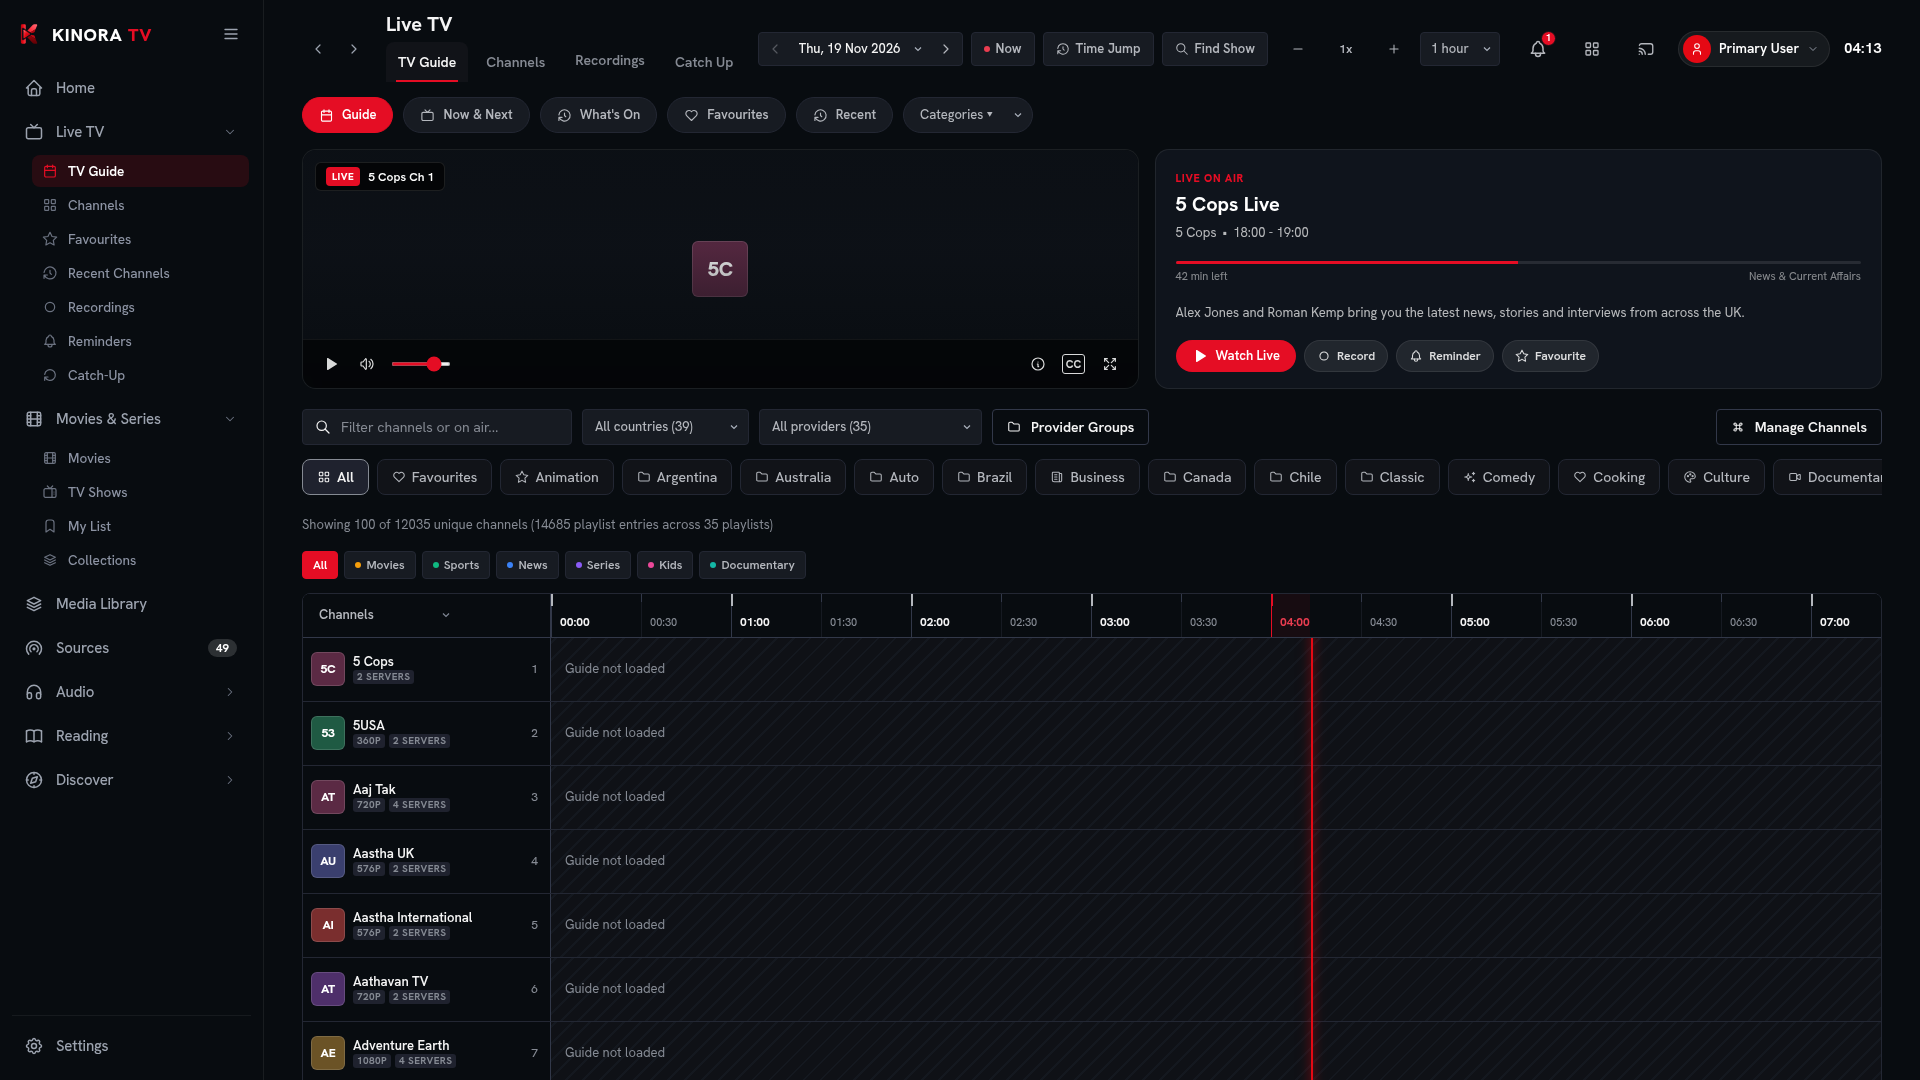 KINORA TV
Home
Live TV
TV Guide
Channels
Favourites
Recent Channels
Recordings
Reminders
Catch-Up
Movies & Series
Movies
TV Shows
My List
Collections
Media Library
Sources 49
Audio
Reading
Discover
Settings
Live TV
TV Guide Channels Recordings Catch Up
Thu, 19 Nov 2026 Now Time Jump Find Show 1x 1 hour 1 Primary User 04:13
Guide Now & Next What's On Favourites Recent Categories
LIVE 5 Cops Ch 1
5C
CC
LIVE ON AIR
5 Cops Live
5 Cops • 18:00 - 19:00
42 min left News & Current Affairs
Alex Jones and Roman Kemp bring you the latest news, stories and interviews from across the UK.
Watch Live Record Reminder Favourite
Filter channels or on air... All countries (39) All providers (35) Provider Groups Manage Channels
All Favourites Animation Argentina Australia Auto Brazil Business Canada Chile Classic Comedy Cooking Culture Documentar
Showing 100 of 12035 unique channels (14685 playlist entries across 35 playlists)
All Movies Sports News Series Kids Documentary
Channels 00:00 00:30 01:00 01:30 02:00 02:30 03:00 03:30 04:00 04:30 05:00 05:30 06:00 06:30 07:00
5C 5 Cops 1 Guide not loaded
2 SERVERS
53 5USA 2 Guide not loaded
360P 2 SERVERS
AT Aaj Tak 3 Guide not loaded
720P 4 SERVERS
AU Aastha UK 4 Guide not loaded
576P 2 SERVERS
AI Aastha International 5 Guide not loaded
576P 2 SERVERS
AT Aathavan TV 6 Guide not loaded
720P 2 SERVERS
AE Adventure Earth 7 Guide not loaded
1080P 4 SERVERS